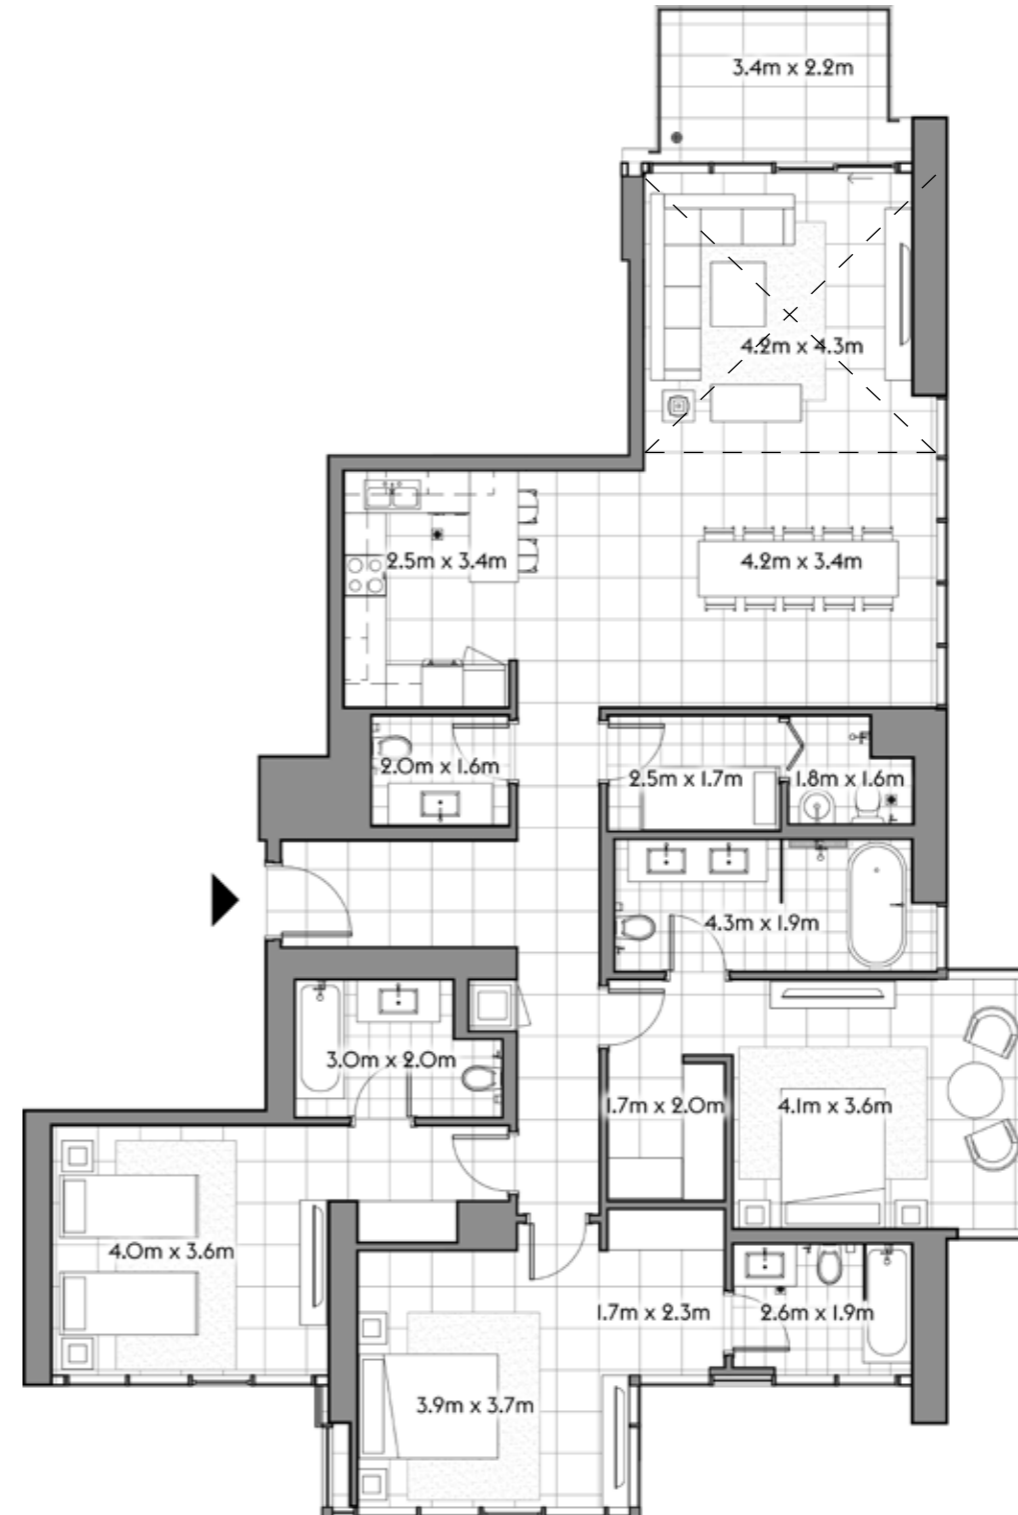 3.4m x 2.2m
4.2m x 4.3m
2.5m x 3.4m
4.2m x 3.4m
2.0m x 1.6m
2.5m x 1.7m
1.8m x 1.6m
4.3m x 1.9m
3.0m x 2.0m
1.7m x 2.0m
4.1m x 3.6m
4.0m x 3.6m
1.7m x 2.3m
2.6m x 1.9m
3.9m x 3.7m